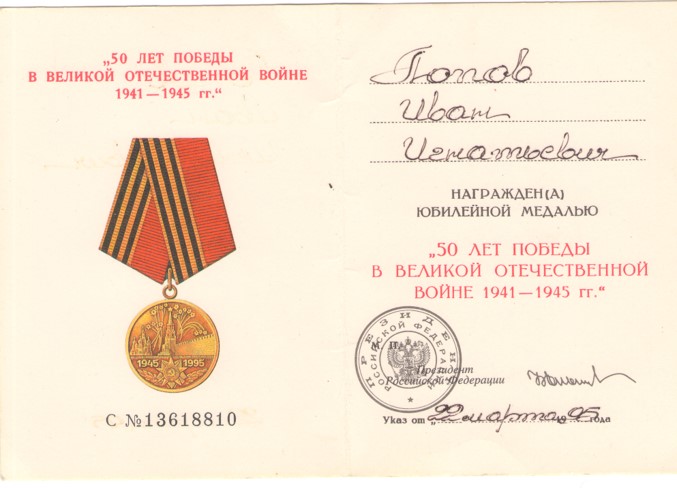 „50 ЛЕТ ПОБЕДЫ
В ВЕЛИКОЙ ОТЕЧЕСТВЕННОЙ ВОЙНЕ
1941—1945 гг.“
1945 1995
С №13618810
Попов
Иван
Игнатьевич
НАГРАЖДЕН(А)
ЮБИЛЕЙНОЙ МЕДАЛЬЮ
„50 ЛЕТ ПОБЕДЫ
В ВЕЛИКОЙ ОТЕЧЕСТВЕННОЙ
ВОЙНЕ 1941—1945 гг.“
ПРЕЗИДЕНТ
РОССИЙСКОЙ ФЕДЕРАЦИИ
М. П.
Президент
Российской Федерации
Указ от „22 марта 95 года